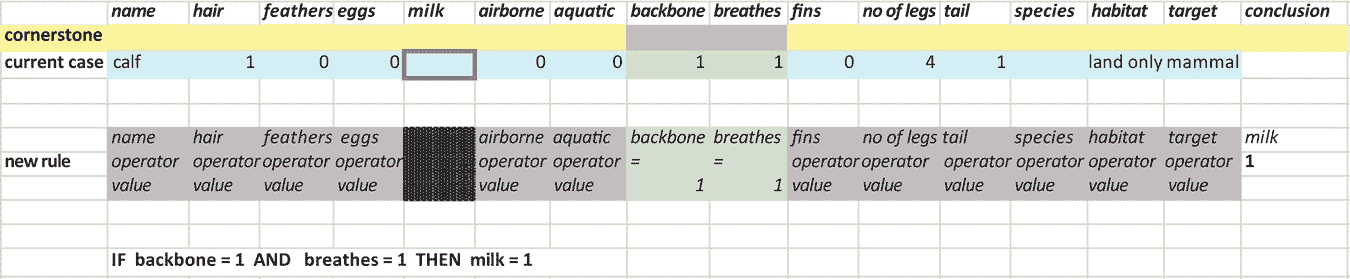 name hair feathers eggs milk airborne aquatic backbone breathes fins no of legs tail species habitat target conclusion
cornerstone
current case calf 1 0 0 0 0 1 1 0 4 1 land only mammal
name hair feathers eggs airborne aquatic backbone breathes fins no of legs tail species habitat target milk
new rule operator operator operator operator operator operator = = operator operator operator operator operator operator 1
value value value value value value 1 1 value value value value value value
IF backbone = 1 AND breathes = 1 THEN milk = 1